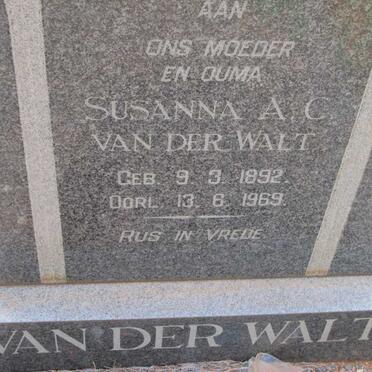 AAN
ONS MOEDER
EN OUMA
SUSANNA A. C.
VAN DER WALT
GEB. 9. 3. 1892.
OORL. 13. 8. 1969.
RUS IN VREDE
VAN DER WALT